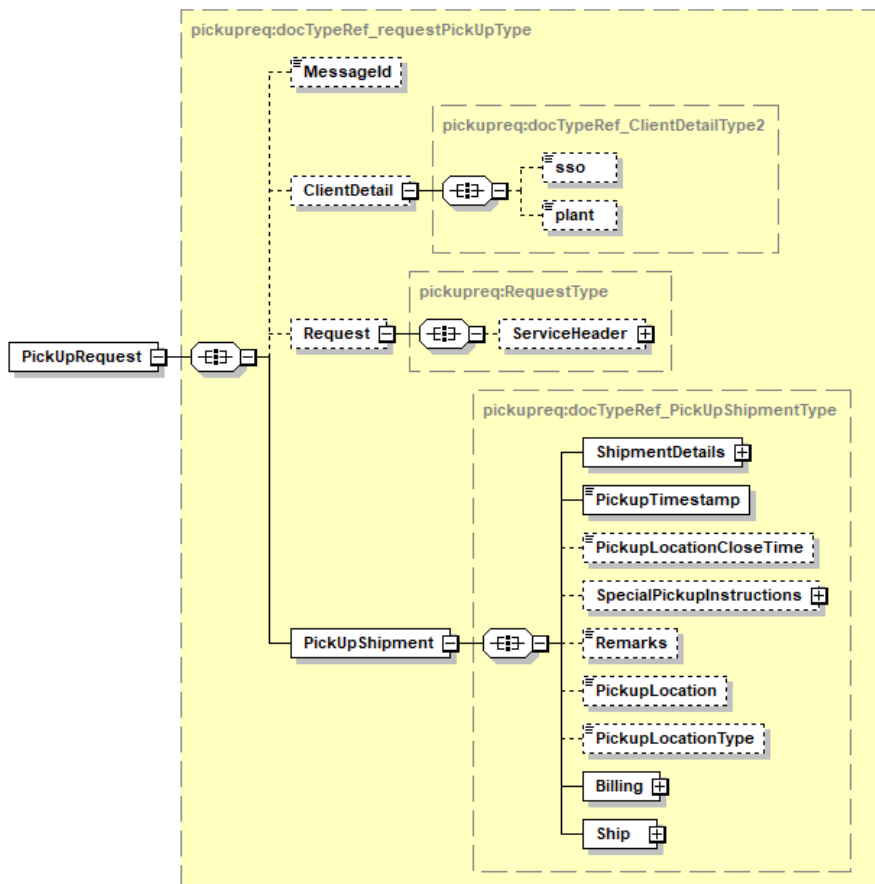 pickupreq:docTypeRef_requestPickUpType
MessageId
pickupreq:docTypeRef_ClientDetailType2
sso
ClientDetail
plant
pickupreq:RequestType
Request
ServiceHeader
PickUpRequest
pickupreq:docTypeRef_PickUpShipmentType
ShipmentDetails
PickupTimestamp
PickupLocationCloseTime
SpecialPickupInstructions
PickUpShipment
Remarks
PickupLocation
PickupLocationType
Billing
Ship